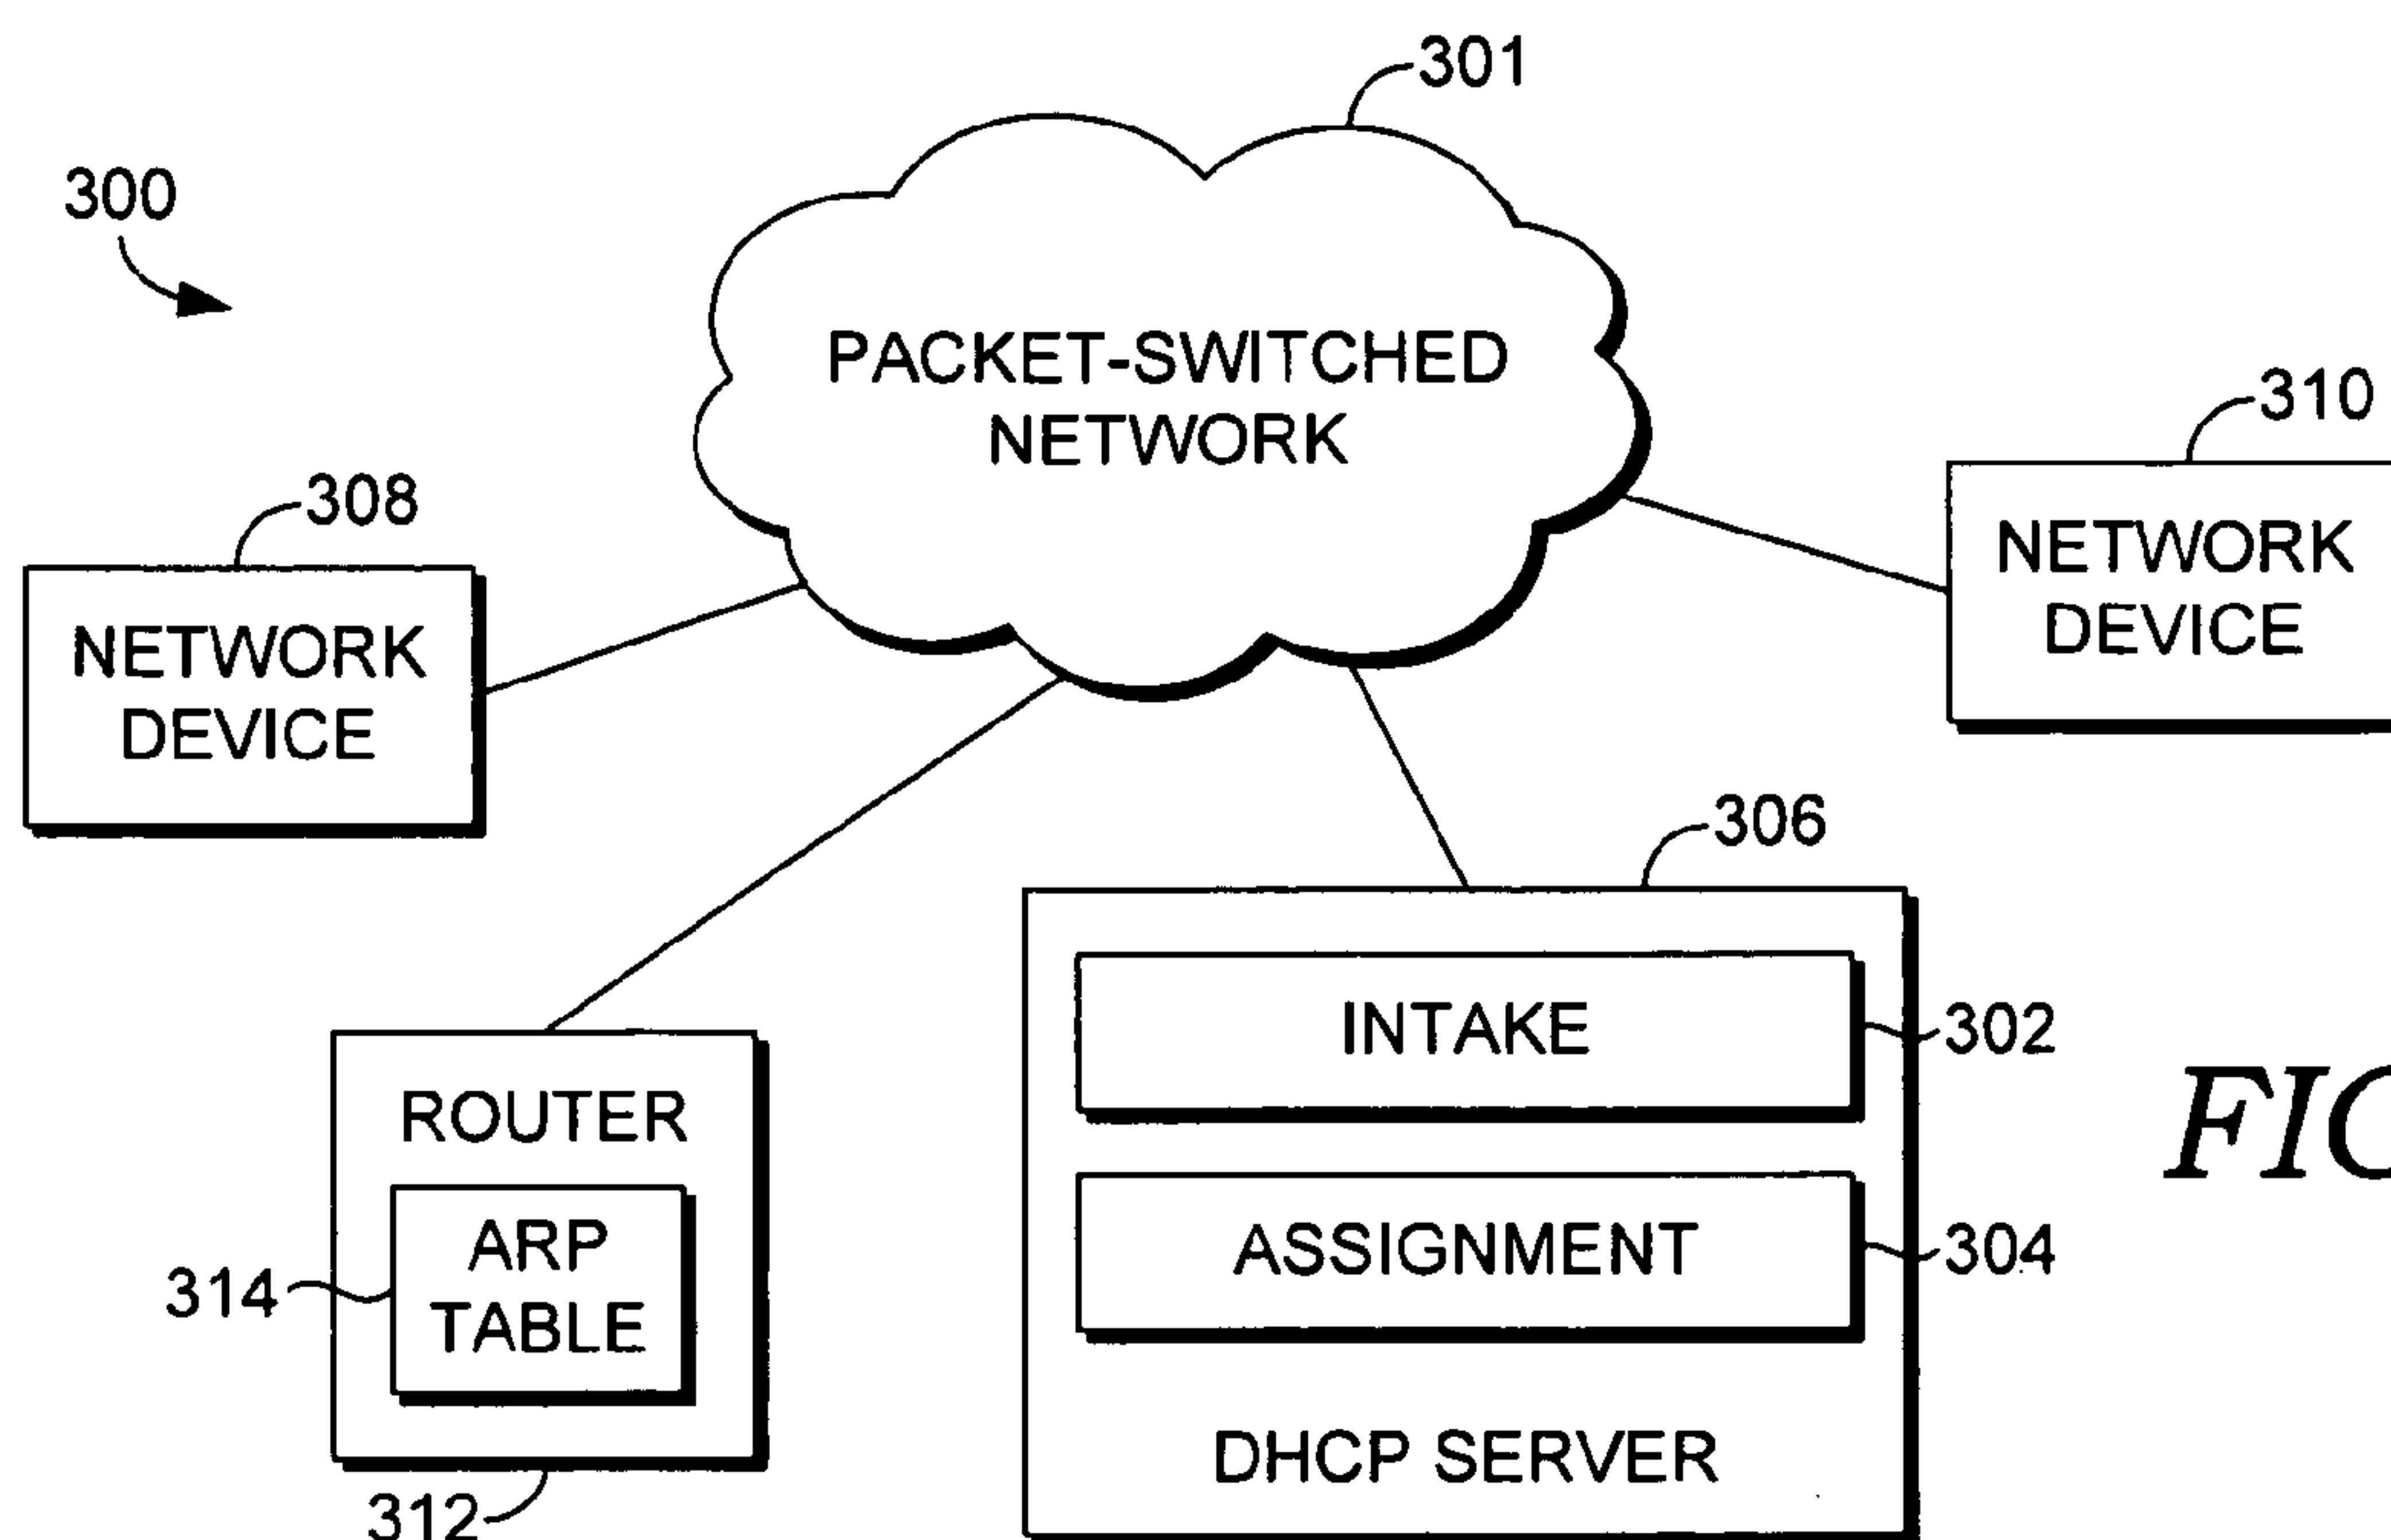 301
300
PACKET-SWITCHED
NETWORK
310
308
NETWORK
DEVICE
NETWORK
DEVICE
306
INTAKE
302
ROUTER
ASSIGNMENT
304
ARP
TABLE
314
DHCP SERVER
312